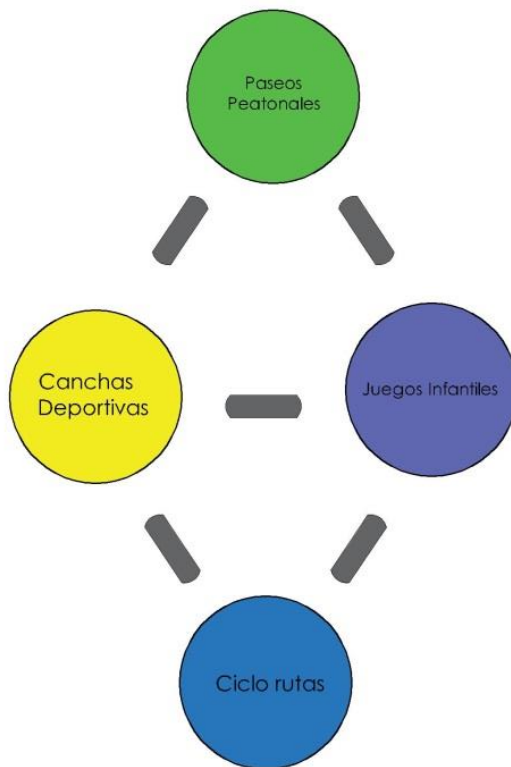 Paseos
Peatonales
Canchas
Deportivas
Juegos Infantiles
Ciclo rutas